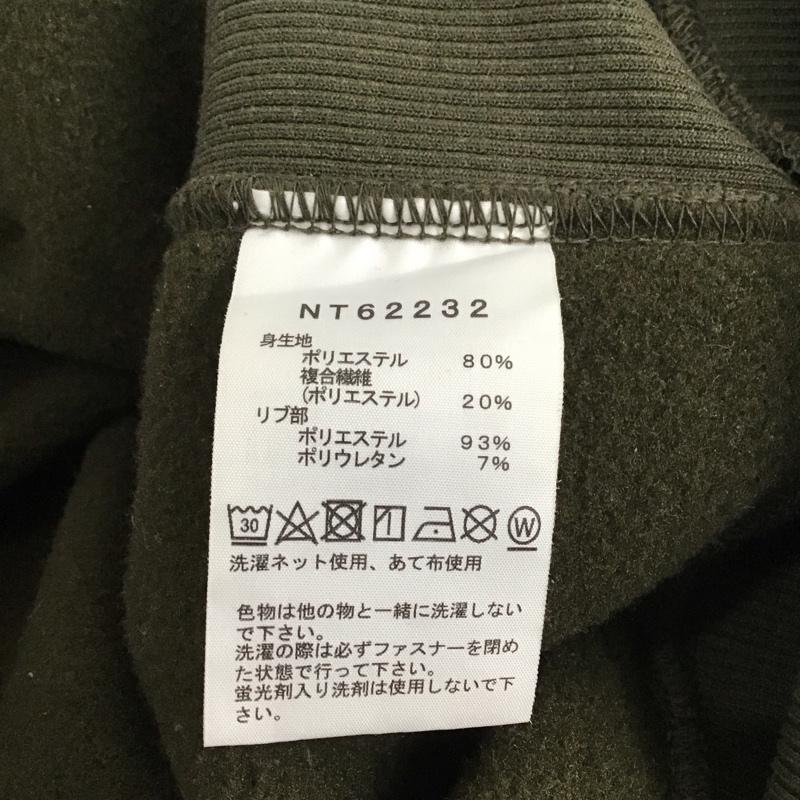 NT62232
身生地
ポリエステル 80%
複合繊維
(ポリエステル) 20%
リブ部
ポリエステル 93%
ポリウレタン 7%
30 W
洗濯ネット使用、あて布使用
色物は他の物と一緒に洗濯しない
で下さい。
洗濯の際は必ずファスナーを閉め
た状態で行って下さい。
蛍光剤入り洗剤は使用しないで下
さい。